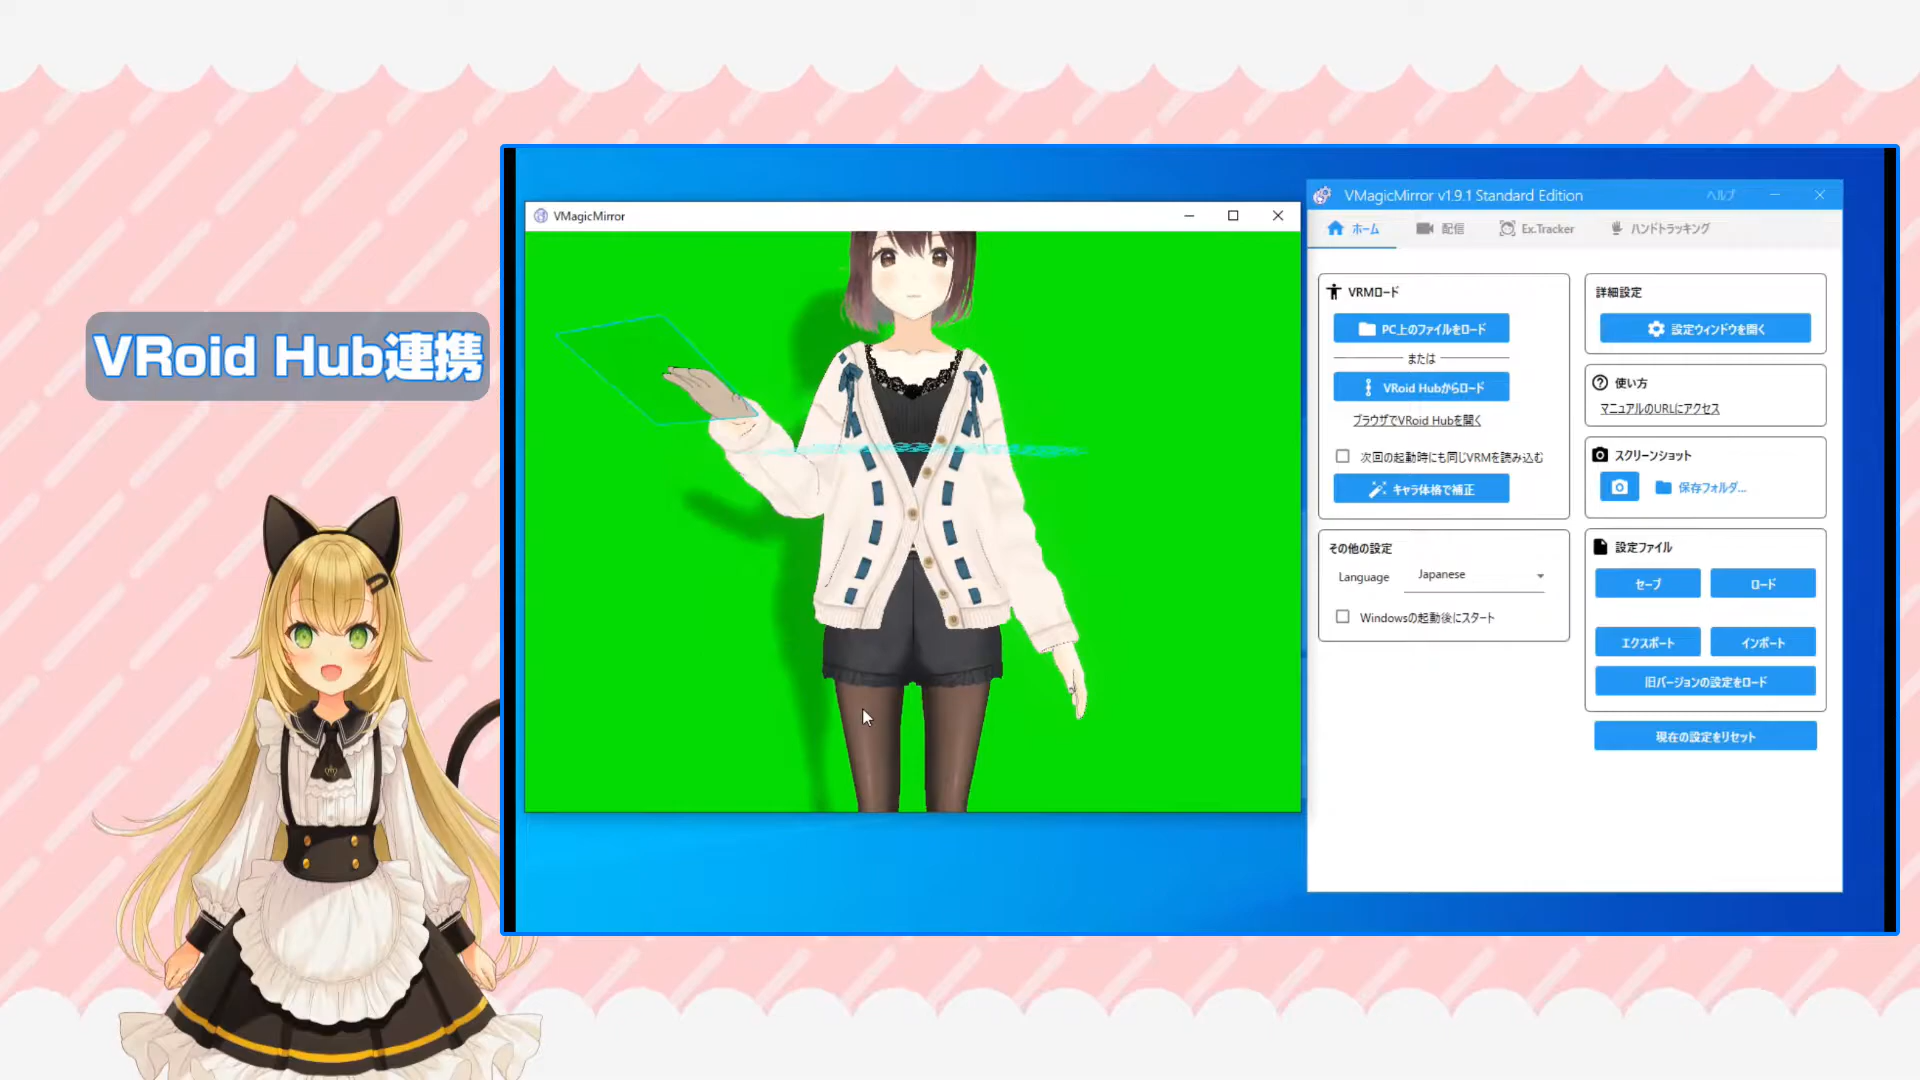 VRoid Hub連携
VMagicMirror
VMagicMirror v1.9.1 Standard Edition
ヘルプ
ホーム
配信
Ex.Tracker
ハンドトラッキング
VRMロード
PC上のファイルをロード
または
VRoid Hubからロード
ブラウザでVRoid Hubを開く
次回の起動時にも同じVRMを読み込む
キャラ体格で補正
その他の設定
Language
Japanese
Windowsの起動後にスタート
詳細設定
設定ウィンドウを開く
使い方
マニュアルのURLにアクセス
スクリーンショット
保存フォルダ...
設定ファイル
セーブ
ロード
エクスポート
インポート
旧バージョンの設定をロード
現在の設定をリセット